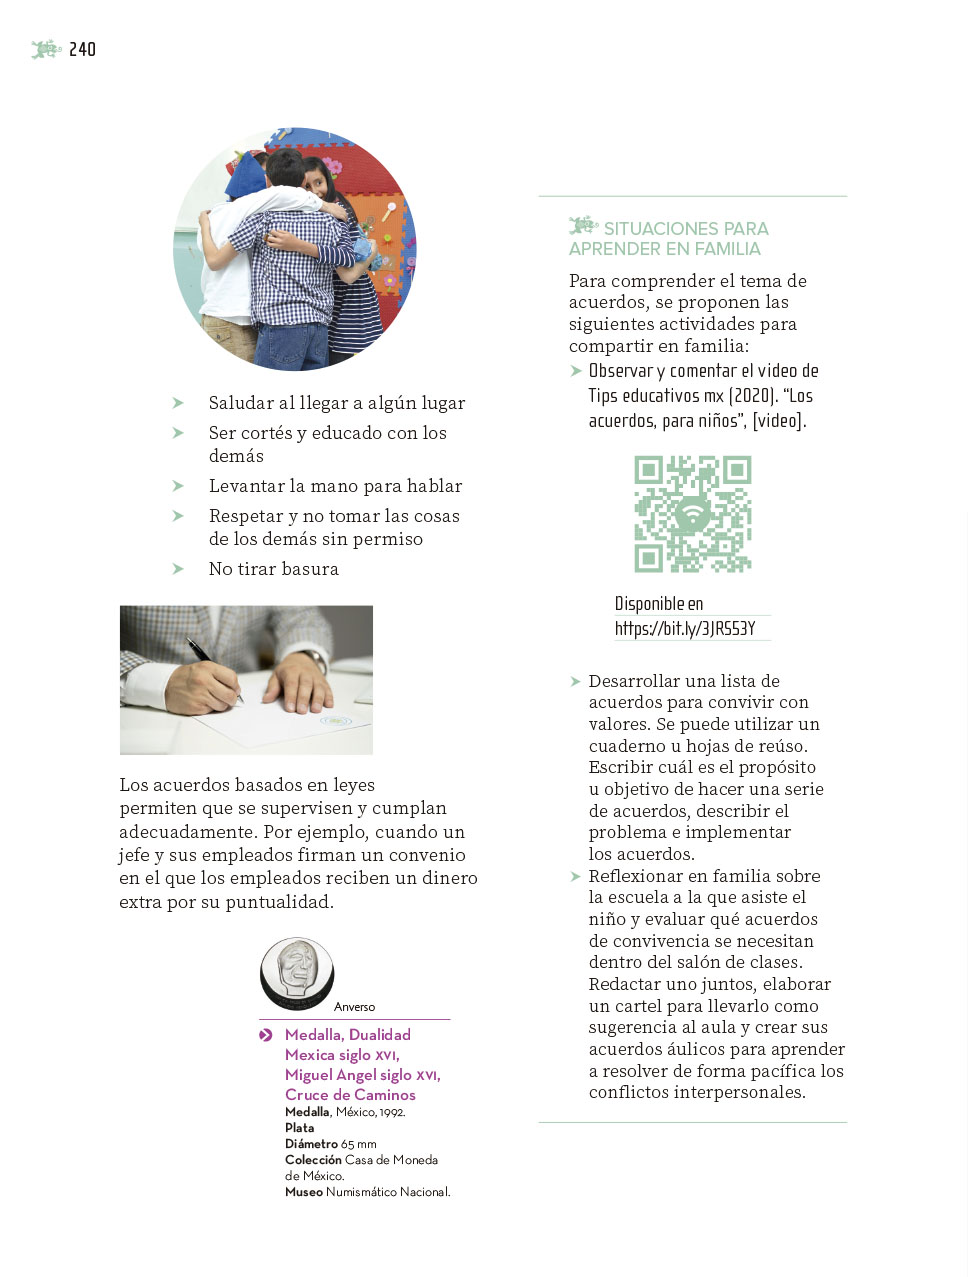 240
➤ Saludar al llegar a algún lugar
➤ Ser cortés y educado con los
demás
➤ Levantar la mano para hablar
➤ Respetar y no tomar las cosas
de los demás sin permiso
➤ No tirar basura
Los acuerdos basados en leyes
permiten que se supervisen y cumplan
adecuadamente. Por ejemplo, cuando un
jefe y sus empleados firman un convenio
en el que los empleados reciben un dinero
extra por su puntualidad.
Anverso
Medalla, Dualidad
Mexica siglo XVI,
Miguel Angel siglo XVI,
Cruce de Caminos
Medalla, México, 1992.
Plata
Diámetro 65 mm
Colección Casa de Moneda
de México.
Museo Numismático Nacional.
SITUACIONES PARA
APRENDER EN FAMILIA
Para comprender el tema de
acuerdos, se proponen las
siguientes actividades para
compartir en familia:
➤ Observar y comentar el video de
Tips educativos mx (2020). “Los
acuerdos, para niños”, [video].
Disponible en
https://bit.ly/3JRS53Y
➤ Desarrollar una lista de
acuerdos para convivir con
valores. Se puede utilizar un
cuaderno u hojas de reúso.
Escribir cuál es el propósito
u objetivo de hacer una serie
de acuerdos, describir el
problema e implementar
los acuerdos.
➤ Reflexionar en familia sobre
la escuela a la que asiste el
niño y evaluar qué acuerdos
de convivencia se necesitan
dentro del salón de clases.
Redactar uno juntos, elaborar
un cartel para llevarlo como
sugerencia al aula y crear sus
acuerdos áulicos para aprender
a resolver de forma pacífica los
conflictos interpersonales.